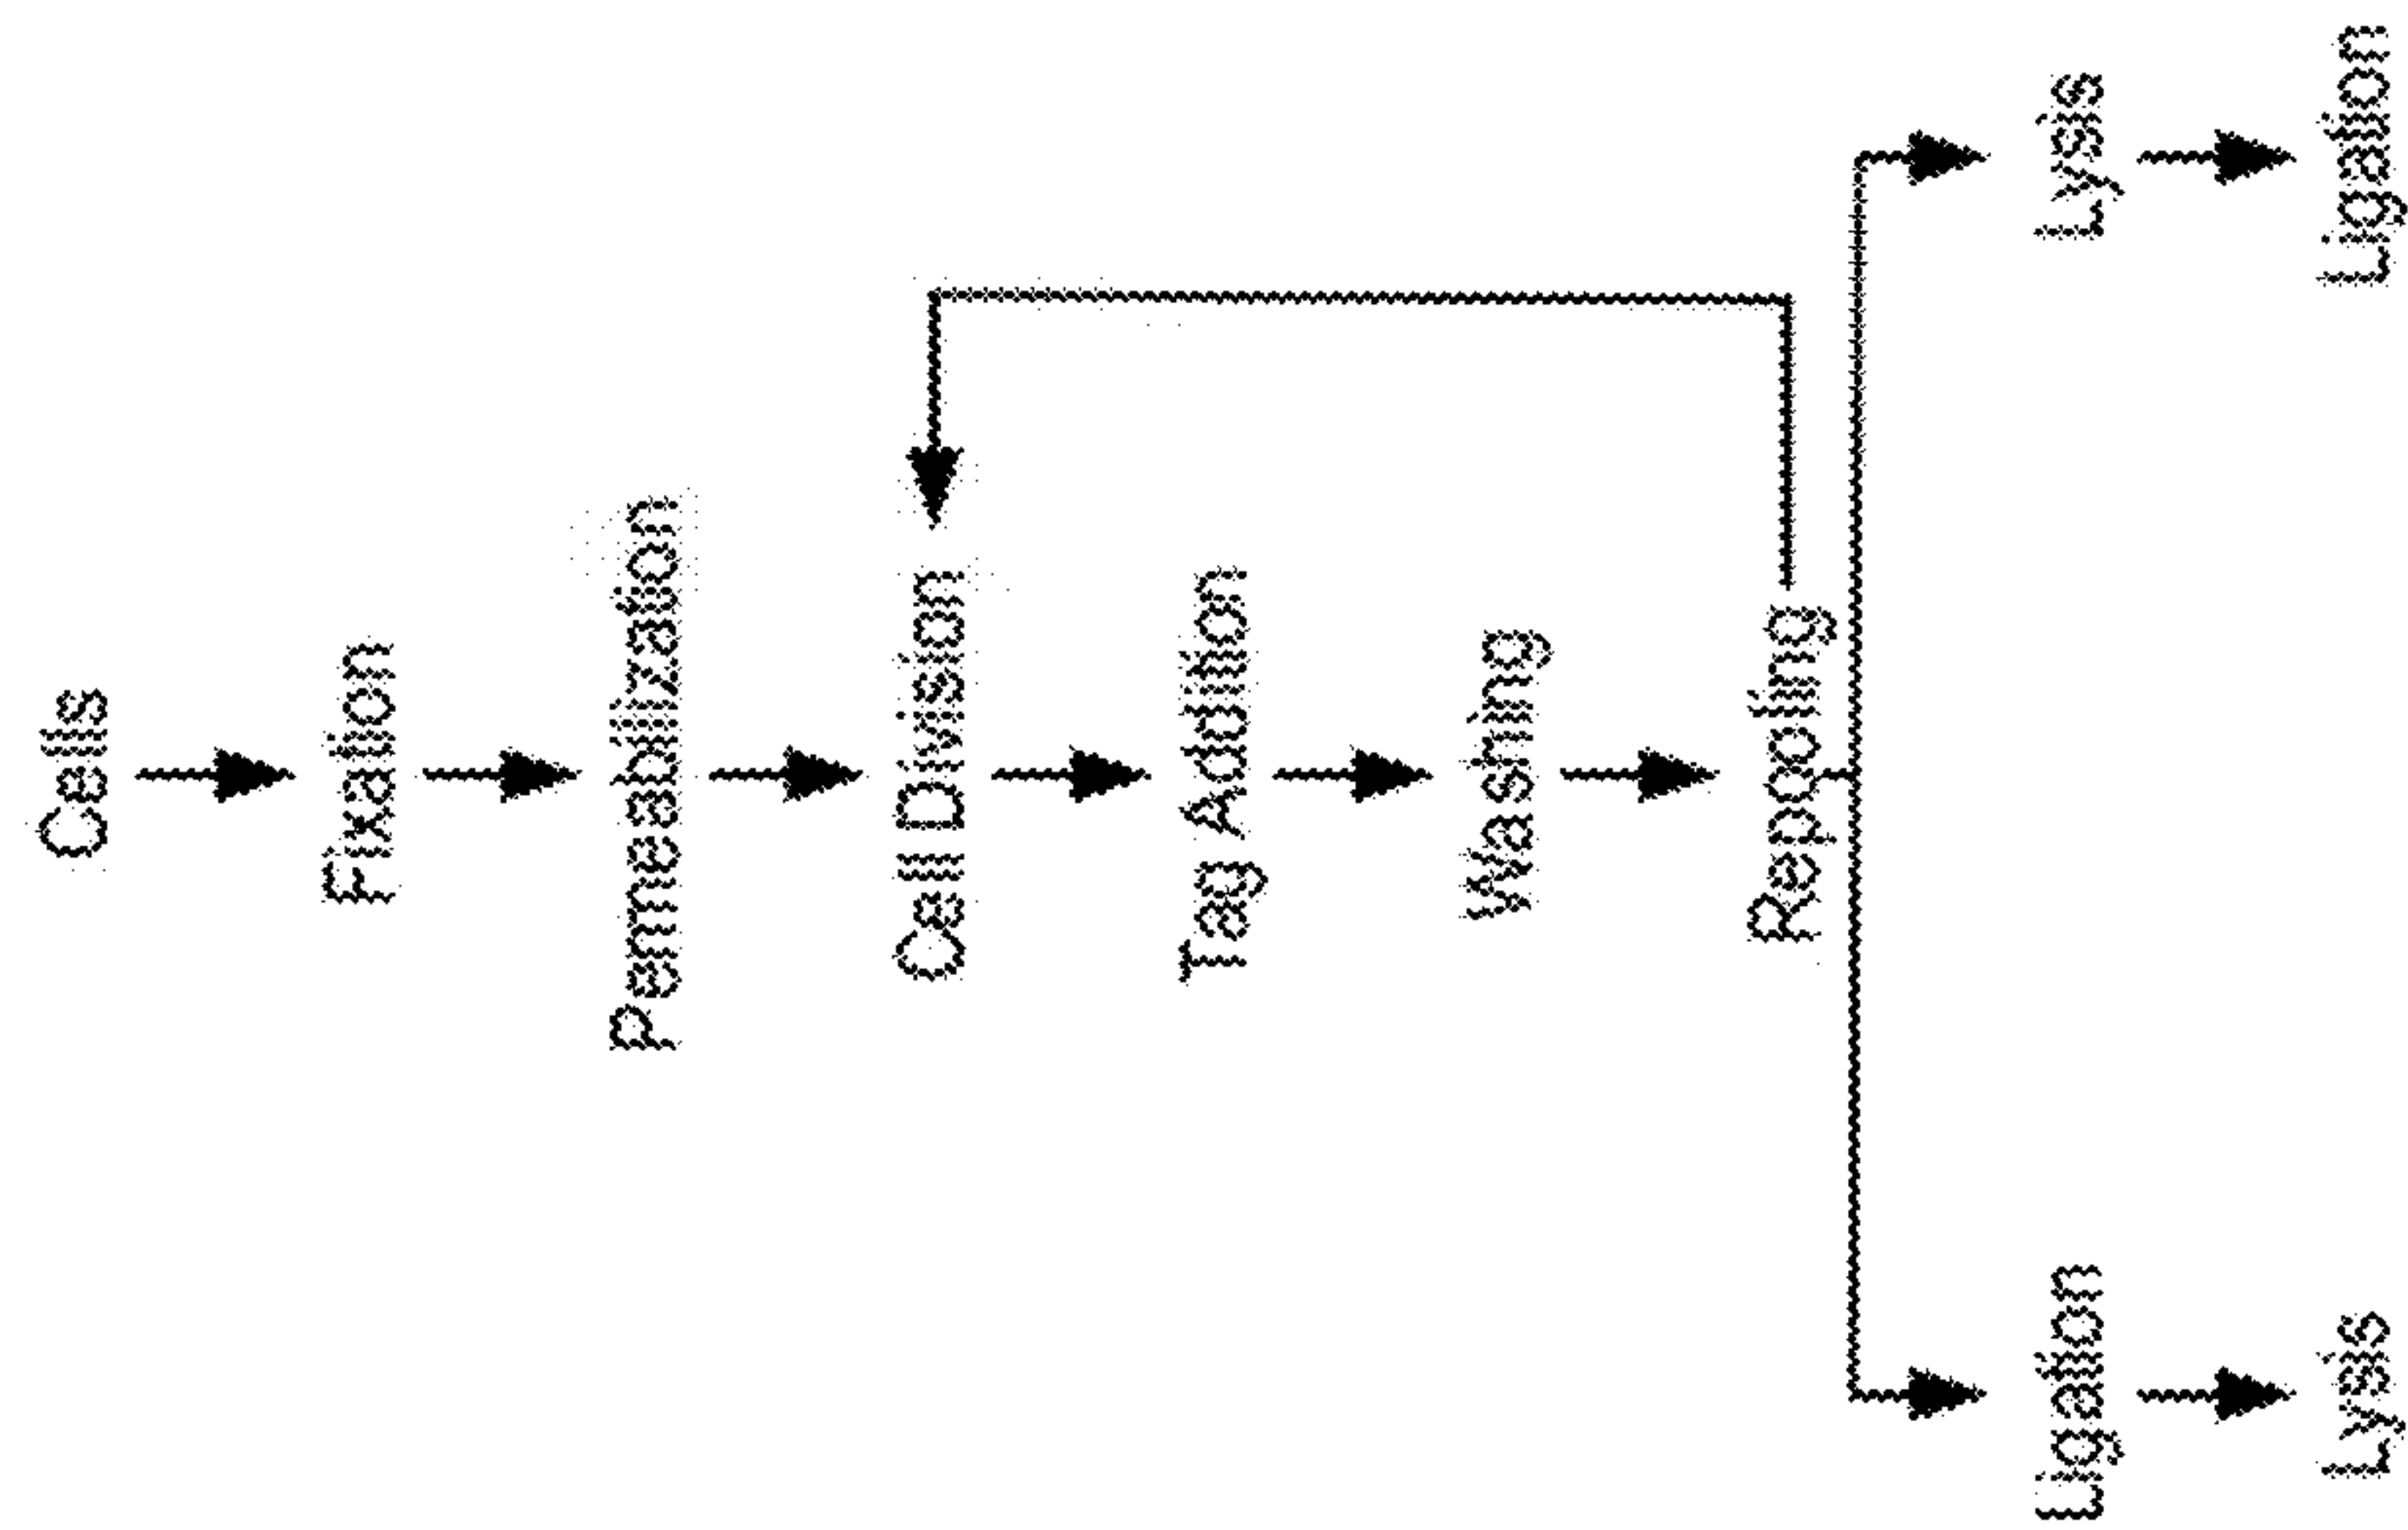 Cells
Fixation
Permeabilization
Cell Division
Tag Addition
Washing
Repooling
Ligation
Lysis
Lysis
Ligation